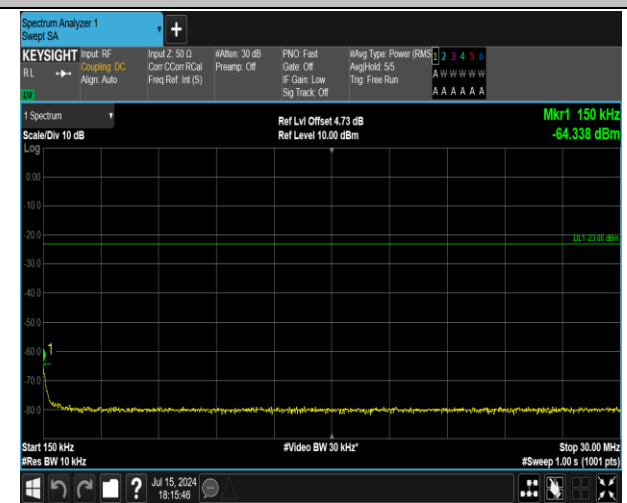 Spectrum Analyzer 1
Swept SA
+
KEYSIGHT
RL
Input: RF
Coupling: DC
Align: Auto
Input Z: 50 Ω
Corr CCorr RCal
Freq Ref: Int (S)
#Atten: 30 dB
Preamp: Off
PNO: Fast
Gate: Off
IF Gain: Low
Sig Track: Off
#Avg Type: Power (RMS
Avg|Hold: 5/5
Trig: Free Run
1 2 3 4 5 6
A W W W W W
A A A A A A
1 Spectrum
Scale/Div 10 dB
Ref Lvl Offset 4.73 dB
Ref Level 10.00 dBm
Mkr1 150 kHz
-64.338 dBm
Log
0.00
-10.0
-20.0
DL1 -23.00 dBm
-30.0
-40.0
-50.0
-60.0
1
-70.0
-80.0
Start 150 kHz
#Res BW 10 kHz
#Video BW 30 kHz*
Stop 30.00 MHz
#Sweep 1.00 s (1001 pts)
?
Jul 15, 2024
18:15:46